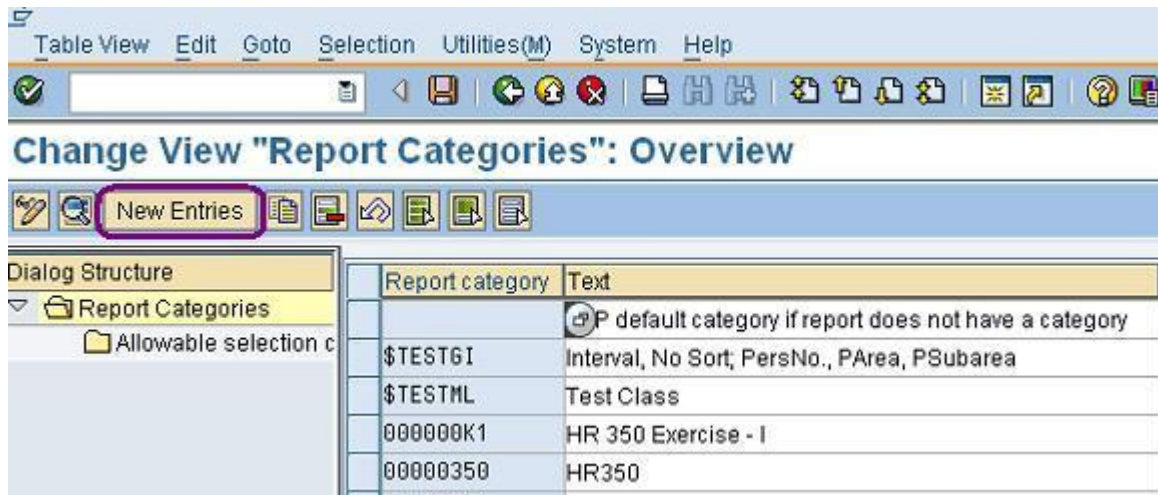 Table View Edit Goto Selection Utilities(M) System Help
Change View "Report Categories": Overview
New Entries
Dialog Structure
Report Categories
Allowable selection c
Report category Text
P default category if report does not have a category
$TESTGI Interval, No Sort; PersNo., PArea, PSubarea
$TESTML Test Class
000000K1 HR 350 Exercise - I
00000350 HR350